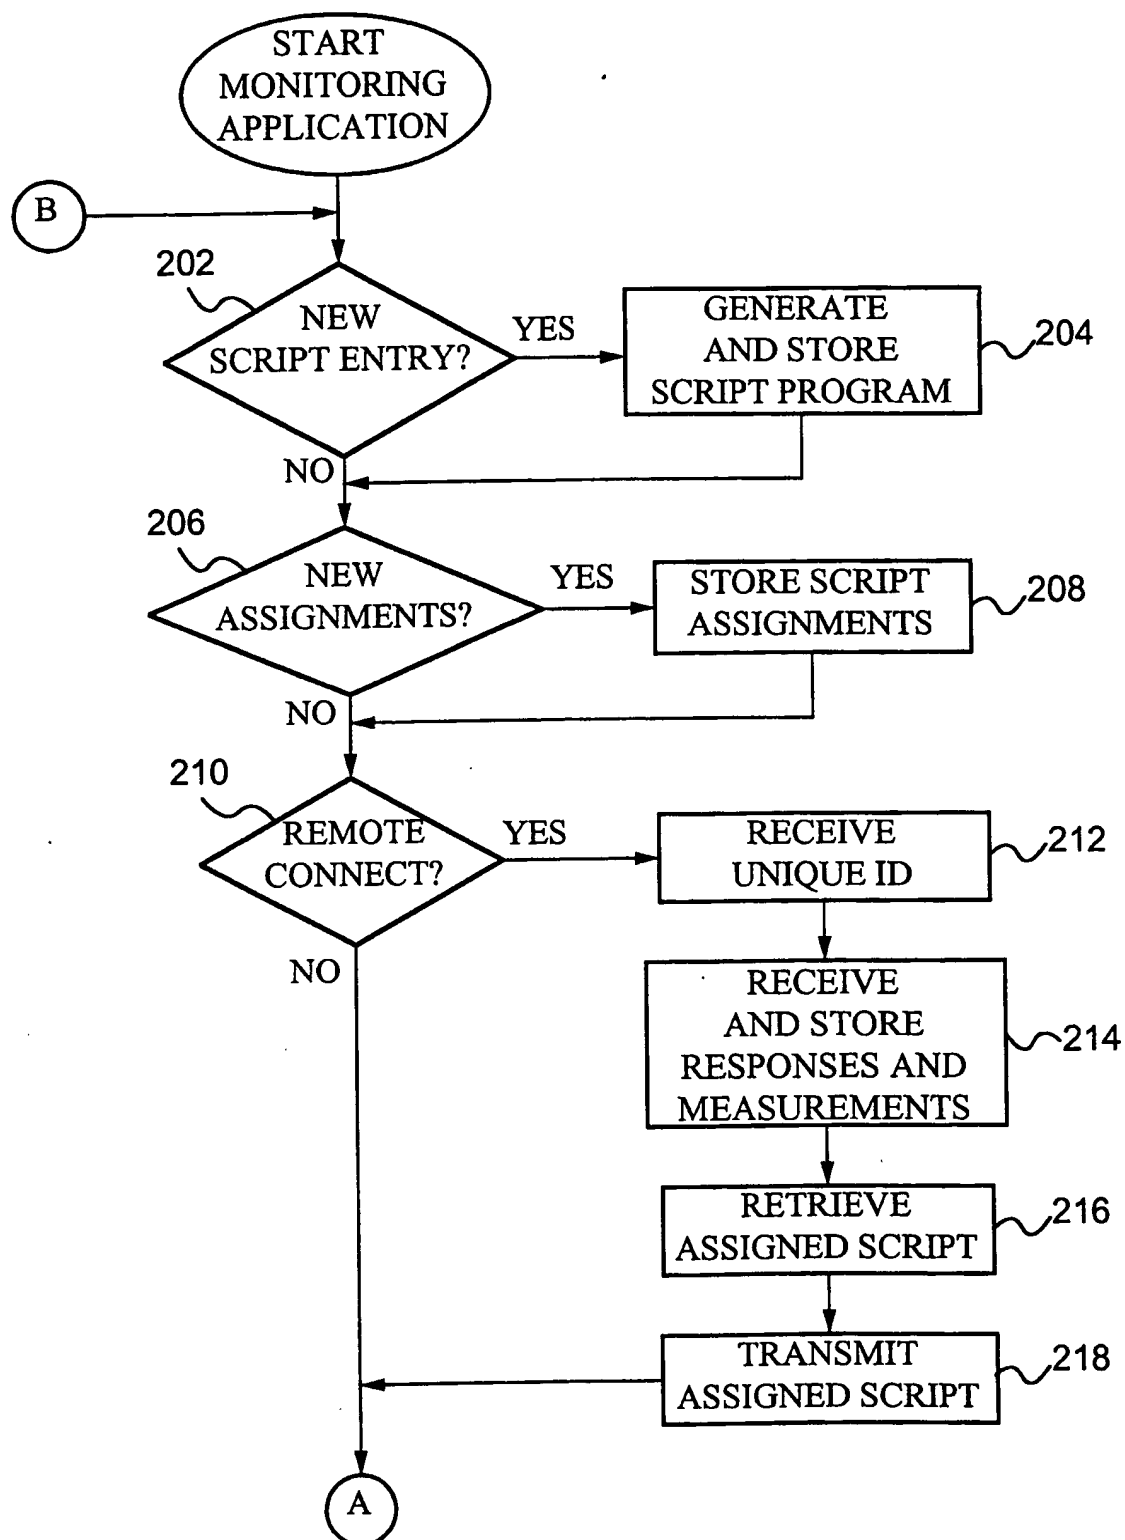 START
MONITORING
APPLICATION
B
202
NEW
SCRIPT ENTRY?
YES
GENERATE
AND STORE
SCRIPT PROGRAM
204
NO
206
NEW
ASSIGNMENTS?
YES
STORE SCRIPT
ASSIGNMENTS
208
NO
210
REMOTE
CONNECT?
YES
RECEIVE
UNIQUE ID
212
NO
RECEIVE
AND STORE
RESPONSES AND
MEASUREMENTS
214
RETRIEVE
ASSIGNED SCRIPT
216
TRANSMIT
ASSIGNED SCRIPT
218
A